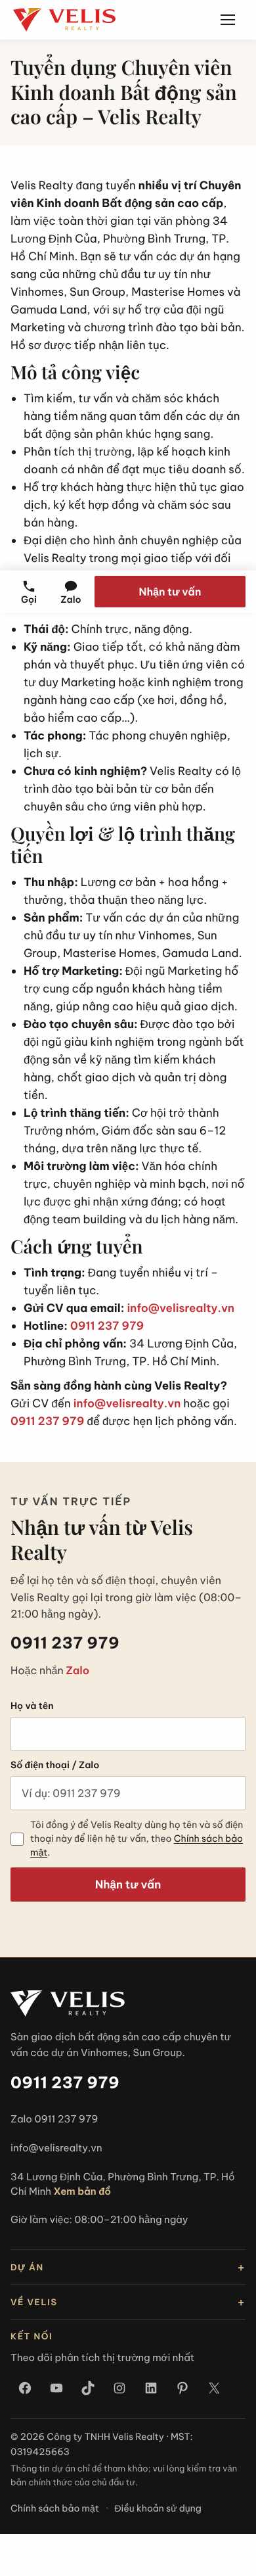 VELIS
REALTY
Tuyển dụng Chuyên viên
Kinh doanh Bất động sản
cao cấp – Velis Realty
Velis Realty đang tuyển nhiều vị trí Chuyên
viên Kinh doanh Bất động sản cao cấp,
làm việc toàn thời gian tại văn phòng 34
Lương Định Của, Phường Bình Trưng, TP.
Hồ Chí Minh. Bạn sẽ tư vấn các dự án hạng
sang của những chủ đầu tư uy tín như
Vinhomes, Sun Group, Masterise Homes và
Gamuda Land, với sự hỗ trợ của đội ngũ
Marketing và chương trình đào tạo bài bản.
Hồ sơ được tiếp nhận liên tục.
Mô tả công việc
Tìm kiếm, tư vấn và chăm sóc khách
hàng tiềm năng quan tâm đến các dự án
bất động sản phân khúc hạng sang.
Phân tích thị trường, lập kế hoạch kinh
doanh cá nhân để đạt mục tiêu doanh số.
Hỗ trợ khách hàng thực hiện thủ tục giao
dịch, ký kết hợp đồng và chăm sóc sau
bán hàng.
Đại diện cho hình ảnh chuyên nghiệp của
Velis Realty trong mọi giao tiếp với đối
Gọi
Zalo
Nhận tư vấn
Thái độ: Chính trực, năng động.
Kỹ năng: Giao tiếp tốt, có khả năng đàm
phán và thuyết phục. Ưu tiên ứng viên có
tư duy Marketing hoặc kinh nghiệm trong
ngành hàng cao cấp (xe hơi, đồng hồ,
bảo hiểm cao cấp…).
Tác phong: Tác phong chuyên nghiệp,
lịch sự.
Chưa có kinh nghiệm? Velis Realty có lộ
trình đào tạo bài bản từ cơ bản đến
chuyên sâu cho ứng viên phù hợp.
Quyền lợi & lộ trình thăng
tiến
Thu nhập: Lương cơ bản + hoa hồng +
thưởng, thỏa thuận theo năng lực.
Sản phẩm: Tư vấn các dự án của những
chủ đầu tư uy tín như Vinhomes, Sun
Group, Masterise Homes, Gamuda Land.
Hỗ trợ Marketing: Đội ngũ Marketing hỗ
trợ cung cấp nguồn khách hàng tiềm
năng, giúp nâng cao hiệu quả giao dịch.
Đào tạo chuyên sâu: Được đào tạo bởi
đội ngũ giàu kinh nghiệm trong ngành bất
động sản về kỹ năng tìm kiếm khách
hàng, chốt giao dịch và quản trị dòng
tiền.
Lộ trình thăng tiến: Cơ hội trở thành
Trưởng nhóm, Giám đốc sàn sau 6–12
tháng, dựa trên năng lực thực tế.
Môi trường làm việc: Văn hóa chính
trực, chuyên nghiệp và minh bạch, nơi nỗ
lực được ghi nhận xứng đáng; có hoạt
động team building và du lịch hàng năm.
Cách ứng tuyển
Tình trạng: Đang tuyển nhiều vị trí –
tuyển liên tục.
Gửi CV qua email: info@velisrealty.vn
Hotline: 0911 237 979
Địa chỉ phỏng vấn: 34 Lương Định Của,
Phường Bình Trưng, TP. Hồ Chí Minh.
Sẵn sàng đồng hành cùng Velis Realty?
Gửi CV đến info@velisrealty.vn hoặc gọi
0911 237 979 để được hẹn lịch phỏng vấn.
TƯ VẤN TRỰC TIẾP
Nhận tư vấn từ Velis
Realty
Để lại họ tên và số điện thoại, chuyên viên
Velis Realty gọi lại trong giờ làm việc (08:00–
21:00 hằng ngày).
0911 237 979
Hoặc nhắn Zalo
Họ và tên
Số điện thoại / Zalo
Ví dụ: 0911 237 979
Tôi đồng ý để Velis Realty dùng họ tên và số điện
thoại này để liên hệ tư vấn, theo Chính sách bảo
mật.
Nhận tư vấn
VELIS
REALTY
Sàn giao dịch bất động sản cao cấp chuyên tư
vấn các dự án Vinhomes, Sun Group.
0911 237 979
Zalo 0911 237 979
info@velisrealty.vn
34 Lương Định Của, Phường Bình Trưng, TP. Hồ
Chí Minh Xem bản đồ
Giờ làm việc: 08:00–21:00 hằng ngày
DỰ ÁN +
VỀ VELIS +
KẾT NỐI
Theo dõi phân tích thị trường mới nhất
© 2026 Công ty TNHH Velis Realty · MST:
0319425663
Thông tin dự án chỉ để tham khảo; vui lòng kiểm tra văn
bản chính thức của chủ đầu tư.
Chính sách bảo mật · Điều khoản sử dụng